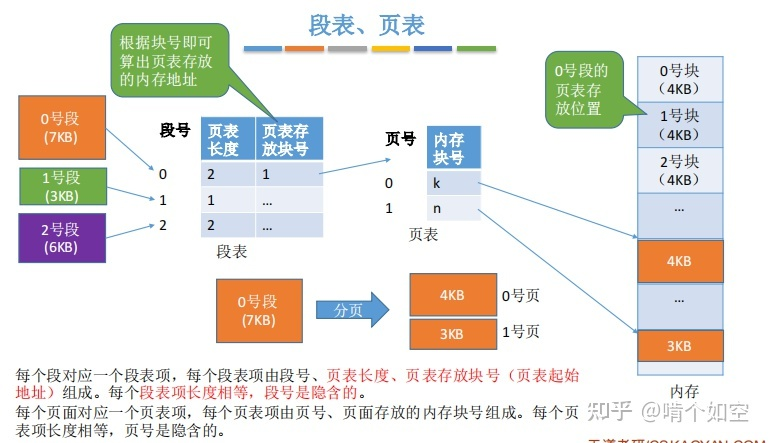 段表、页表
根据块号即可
算出页表存放
的内存地址
0号段
(7KB)
1号段
(3KB)
2号段
(6KB)
段号
页表
长度
页表存
放块号
0
2
1
1
1
...
2
2
...
段表
页号
内存
块号
0
k
1
n
页表
0号段的
页表存
放位置
0号块
（4KB）
1号块
（4KB）
2号块
（4KB）
...
4KB
...
3KB
内存
0号段
(7KB)
分页
4KB
0号页
3KB
1号页
每个段对应一个段表项，每个段表项由段号、页表长度、页表存放块号（页表起始
地址）组成。每个段表项长度相等，段号是隐含的。
每个页面对应一个页表项，每个页表项由页号、页面存放的内存块号组成。每个页
表项长度相等，页号是隐含的。
知乎 @啃个如空